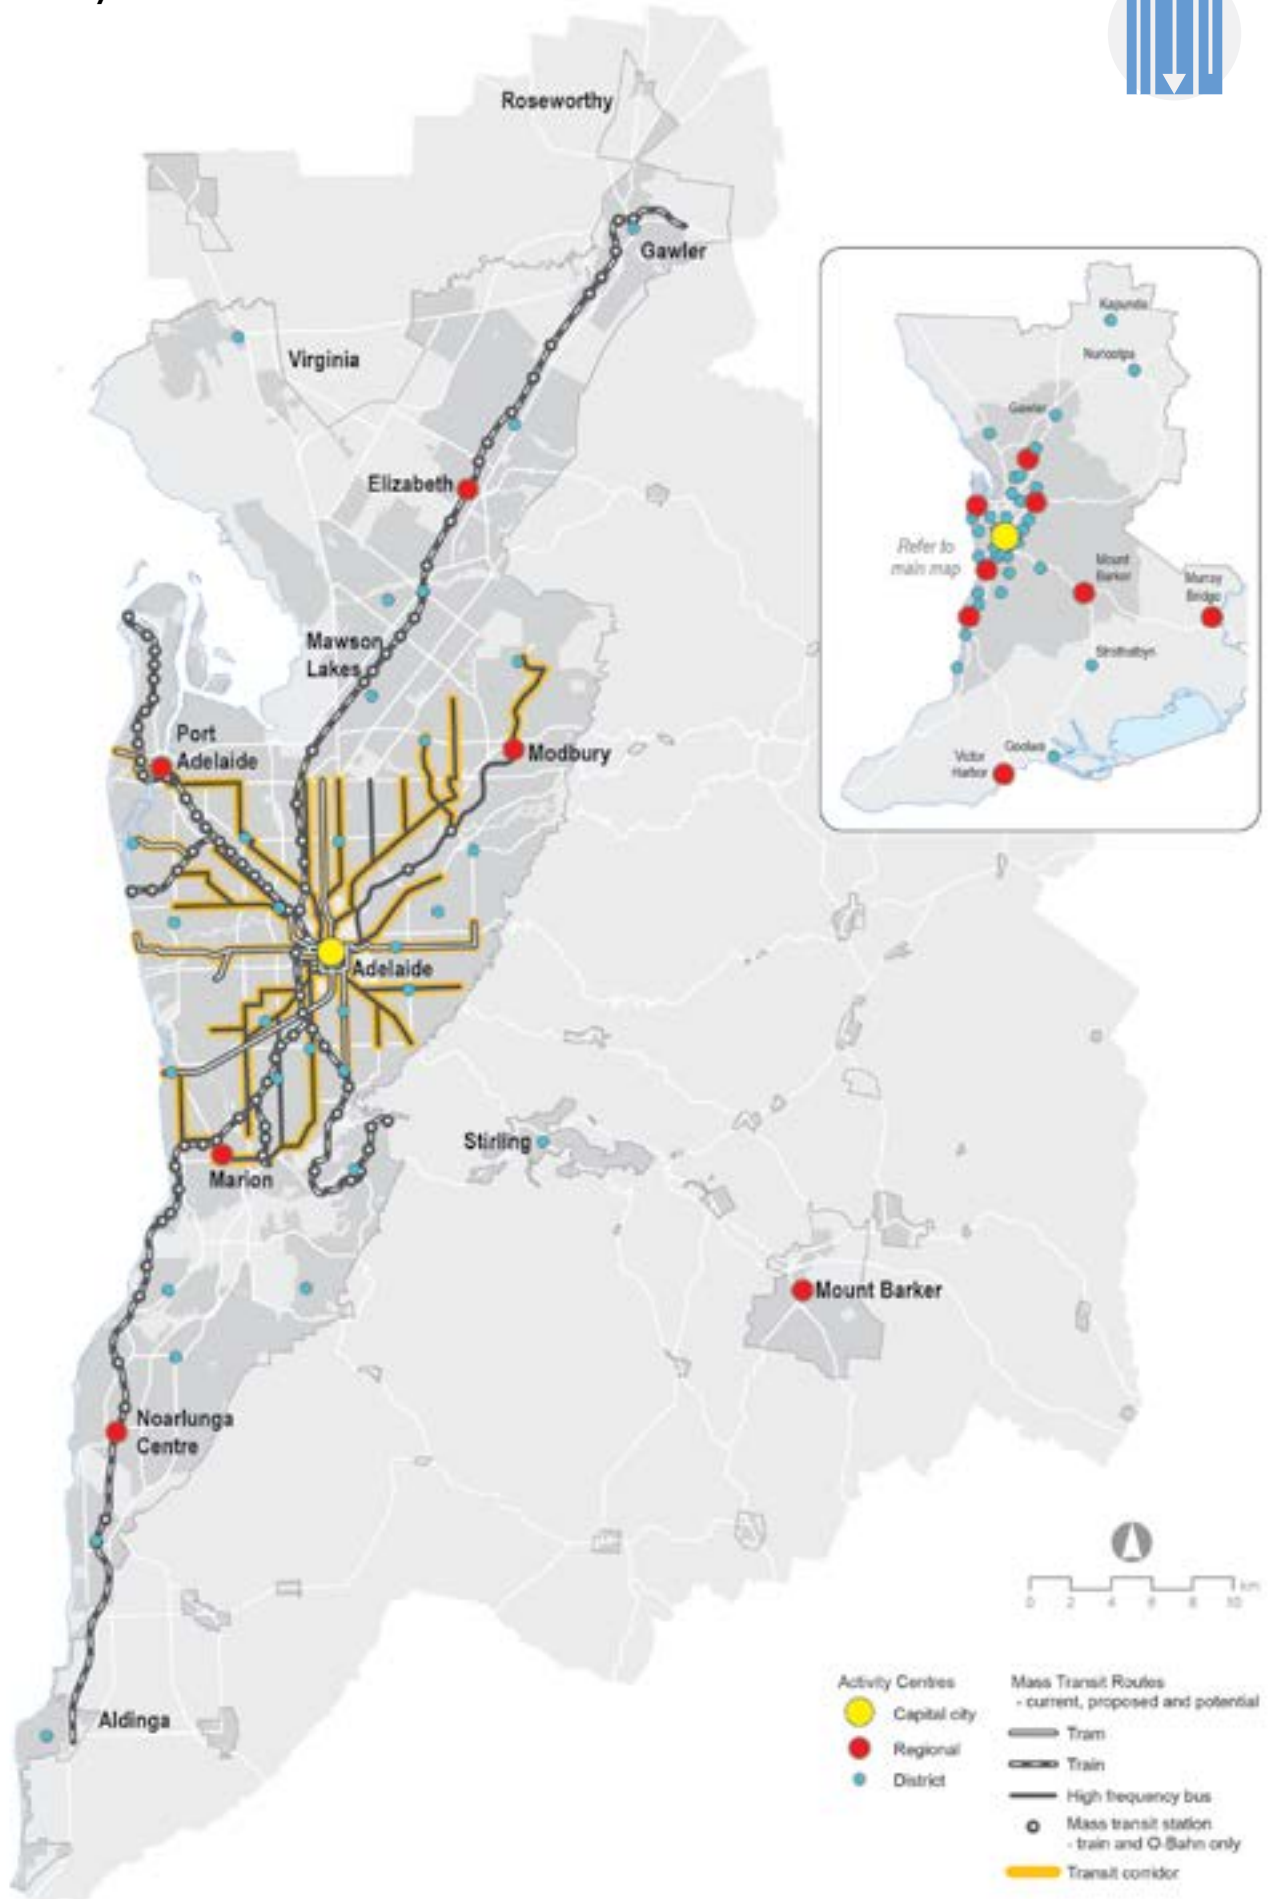 Roseworthy
Gawler
Virginia
Elizabeth
Mawson
Lakes
Port
Adelaide
Modbury
Adelaide
Marion
Stirling
Mount Barker
Noarlunga
Centre
Aldinga
Kapunda
Nuriootpa
Gawler
Refer to
main map
Mount
Barker
Murray
Bridge
Strathalbyn
Goolwa
Victor
Harbor
0 2 4 6 8 10 km
Activity Centres
Capital city
Regional
District
Mass Transit Routes
- current, proposed and potential
Tram
Train
High frequency bus
Mass transit station
- train and O-Bahn only
Transit corridor